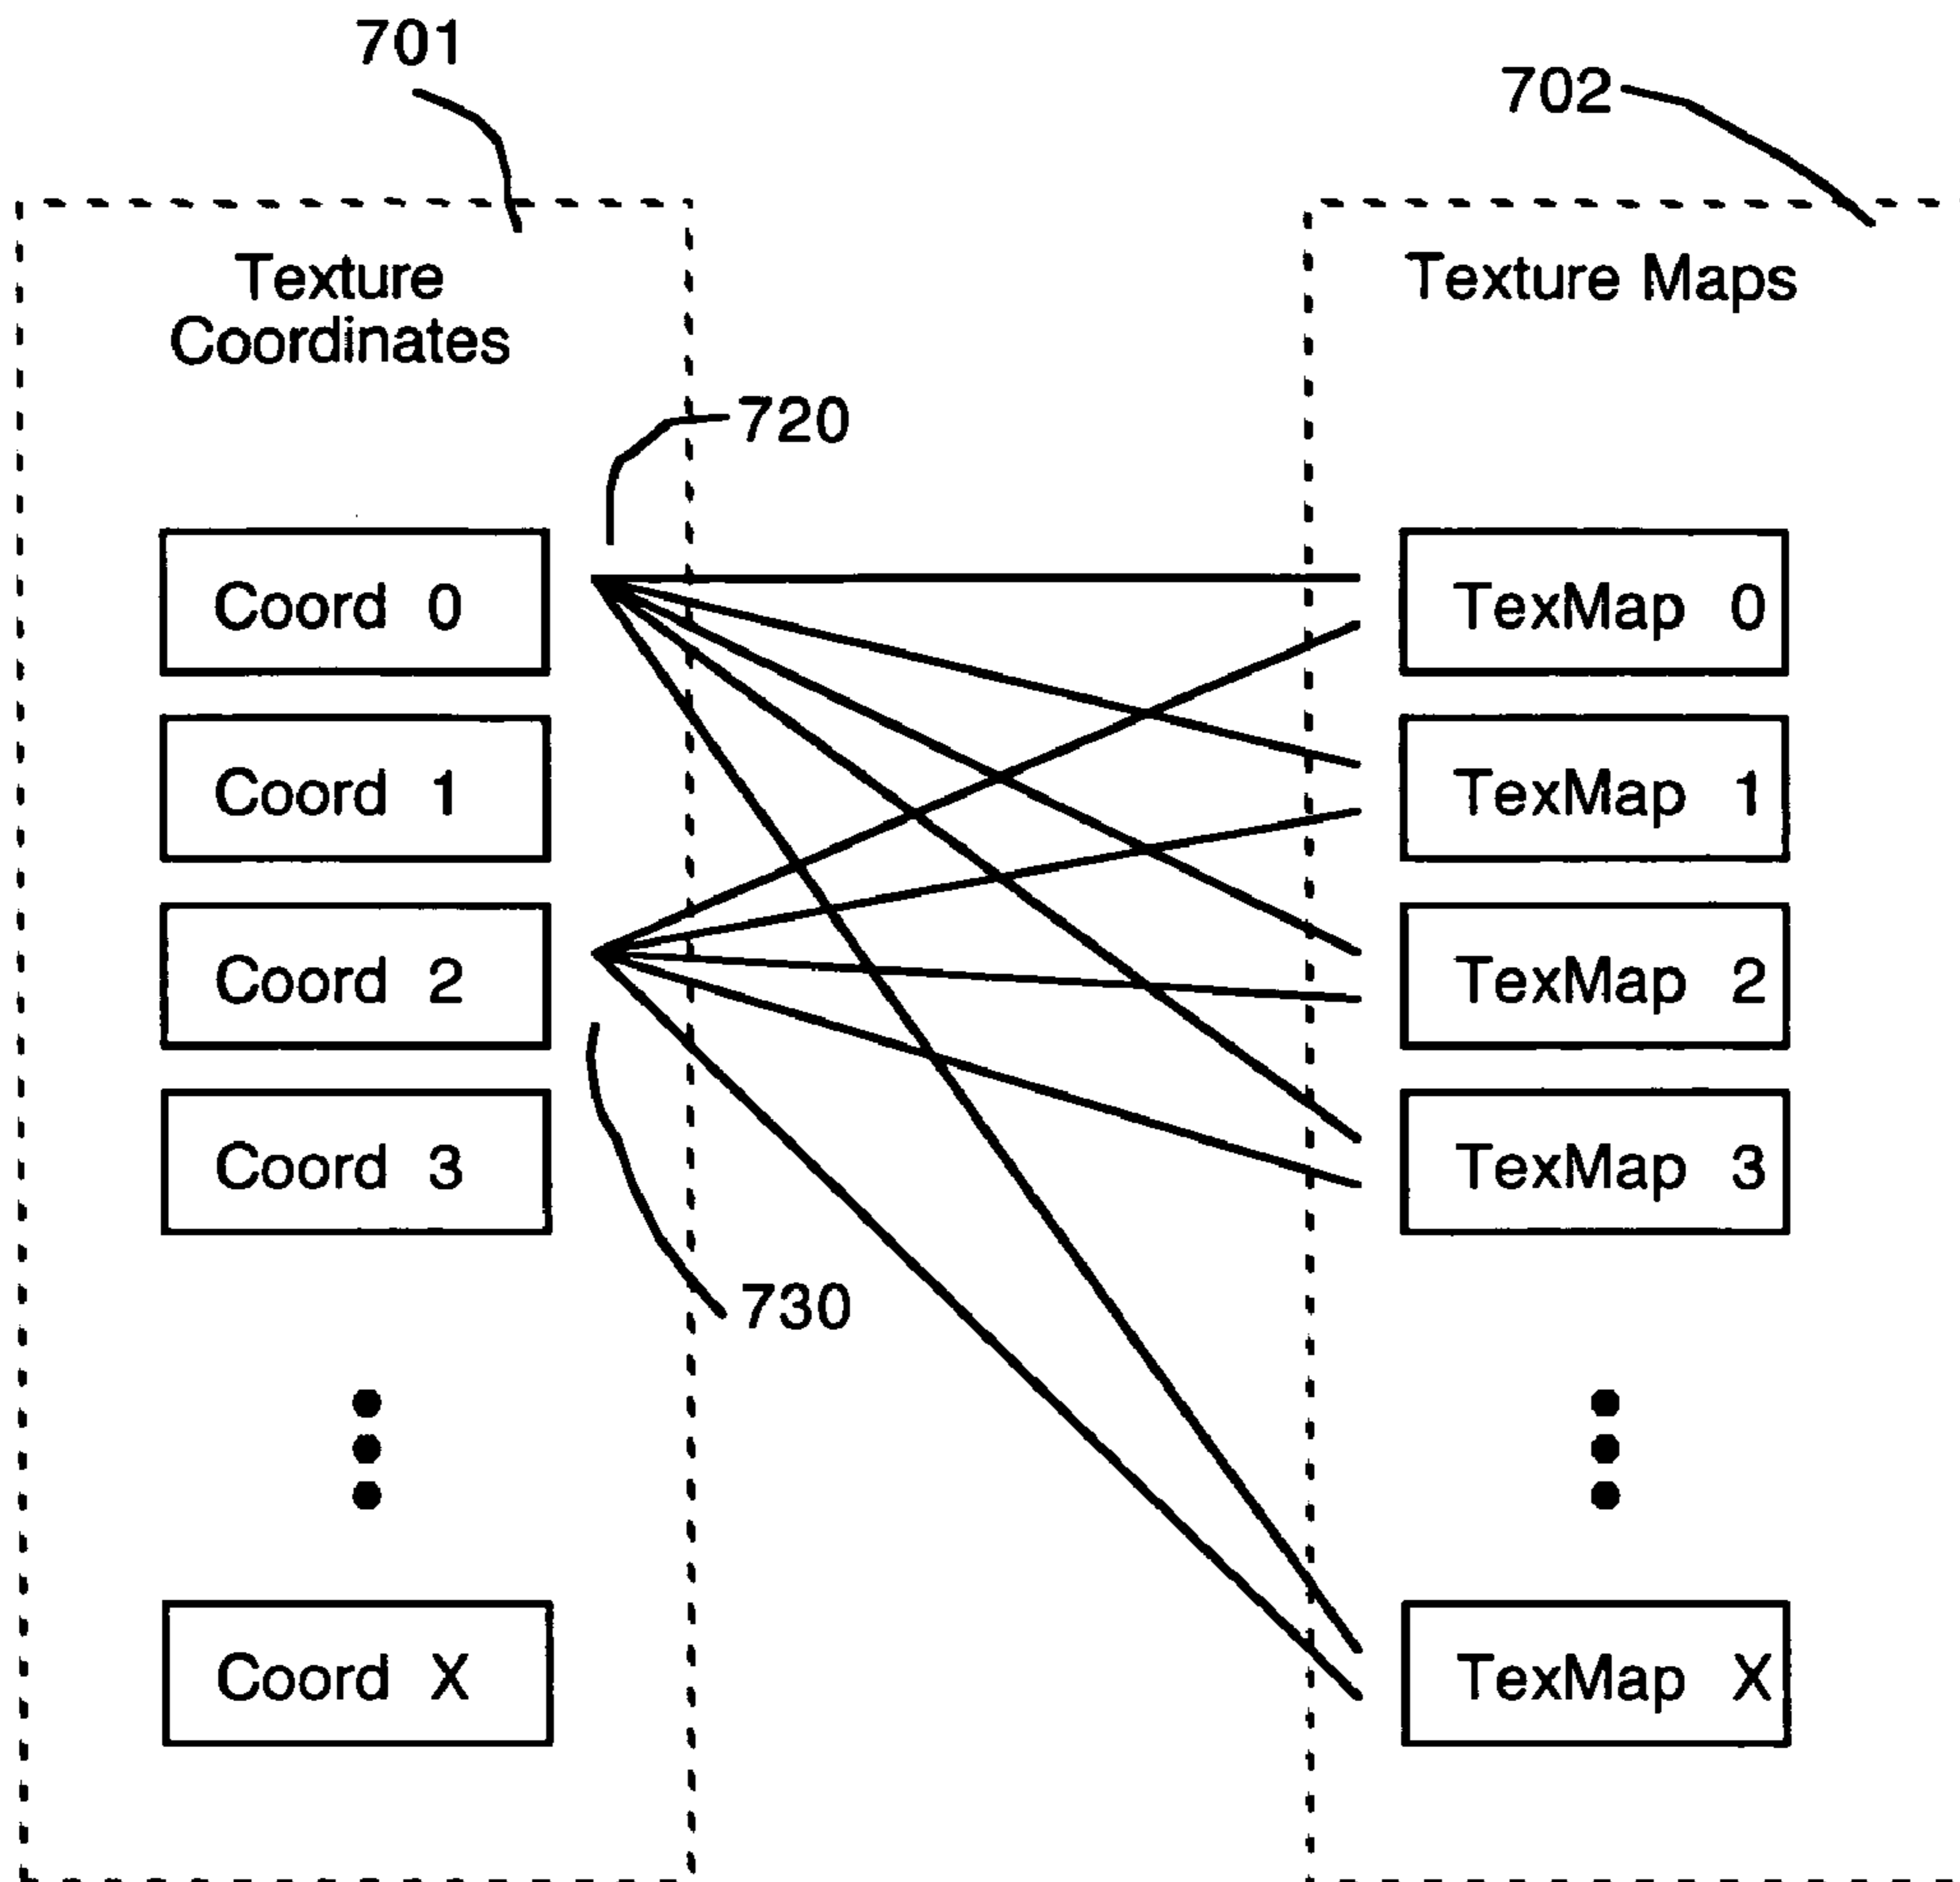 701
702
Texture
Coordinates
Texture Maps
720
Coord 0
TexMap 0
Coord 1
TexMap 1
Coord 2
TexMap 2
Coord 3
TexMap 3
730
Coord X
TexMap X